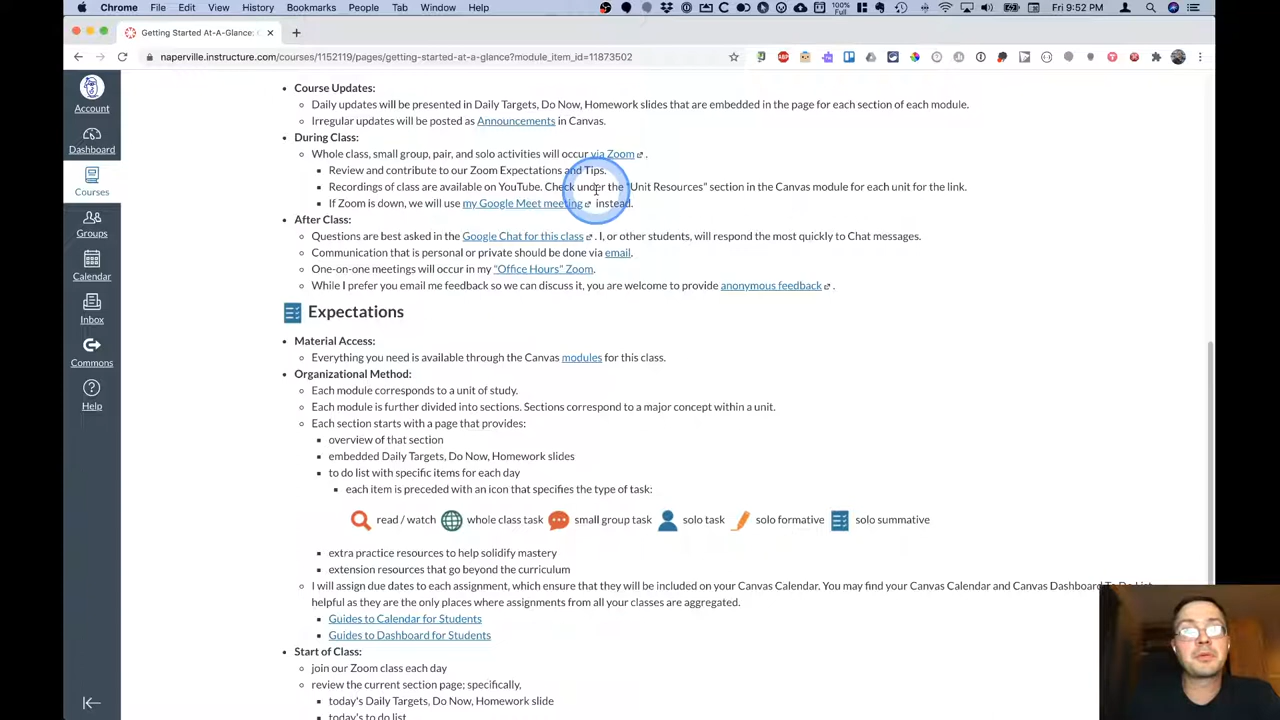 Chrome File Edit View History Bookmarks People Tab Window Help
100% Full Fri 9:52 PM
Getting Started At-A-Glance:
naperville.instructure.com/courses/1152119/pages/getting-started-at-a-glance?module_item_id=11873502
Account
Dashboard
Courses
Groups
Calendar
Inbox
Commons
Help
Course Updates:
Daily updates will be presented in Daily Targets, Do Now, Homework slides that are embedded in the page for each section of each module.
Irregular updates will be posted as Announcements in Canvas.
During Class:
Whole class, small group, pair, and solo activities will occur via Zoom .
Review and contribute to our Zoom Expectations and Tips.
Recordings of class are available on YouTube. Check under the "Unit Resources" section in the Canvas module for each unit for the link.
If Zoom is down, we will use my Google Meet meeting instead.
After Class:
Questions are best asked in the Google Chat for this class . I, or other students, will respond the most quickly to Chat messages.
Communication that is personal or private should be done via email.
One-on-one meetings will occur in my "Office Hours" Zoom.
While I prefer you email me feedback so we can discuss it, you are welcome to provide anonymous feedback .
Expectations
Material Access:
Everything you need is available through the Canvas modules for this class.
Organizational Method:
Each module corresponds to a unit of study.
Each module is further divided into sections. Sections correspond to a major concept within a unit.
Each section starts with a page that provides:
overview of that section
embedded Daily Targets, Do Now, Homework slides
to do list with specific items for each day
each item is preceded with an icon that specifies the type of task:
read / watch whole class task small group task solo task solo formative solo summative
extra practice resources to help solidify mastery
extension resources that go beyond the curriculum
I will assign due dates to each assignment, which ensure that they will be included on your Canvas Calendar. You may find your Canvas Calendar and Canvas Dashboard To Do List
helpful as they are the only places where assignments from all your classes are aggregated.
Guides to Calendar for Students
Guides to Dashboard for Students
Start of Class:
join our Zoom class each day
review the current section page; specifically,
today's Daily Targets, Do Now, Homework slide
today's to do list